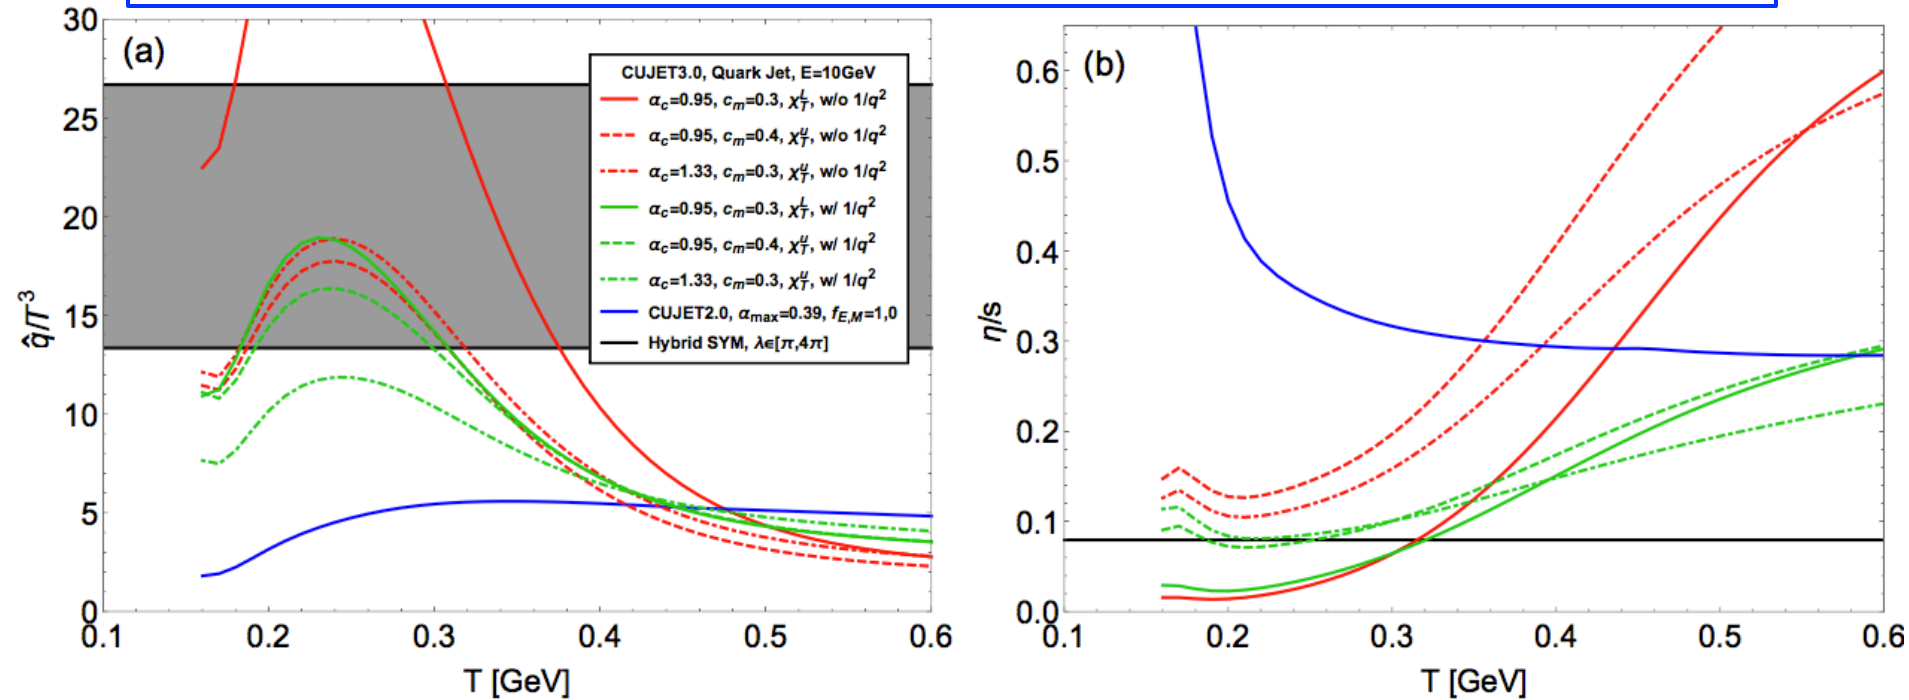 (a)
30
25
20
15
10
5
0
q̂/T³
0.1 0.2 0.3 0.4 0.5 0.6
T [GeV]
CUJET3.0, Quark Jet, E=10GeV
α_c=0.95, c_m=0.3, χ_T^L, w/o 1/q²
α_c=0.95, c_m=0.4, χ_T^u, w/o 1/q²
α_c=1.33, c_m=0.3, χ_T^u, w/o 1/q²
α_c=0.95, c_m=0.3, χ_T^L, w/ 1/q²
α_c=0.95, c_m=0.4, χ_T^u, w/ 1/q²
α_c=1.33, c_m=0.3, χ_T^u, w/ 1/q²
CUJET2.0, α_max=0.39, f_E,M=1,0
Hybrid SYM, λϵ[π,4π]
(b)
0.6
0.5
0.4
0.3
0.2
0.1
0.0
η/s
0.1 0.2 0.3 0.4 0.5 0.6
T [GeV]